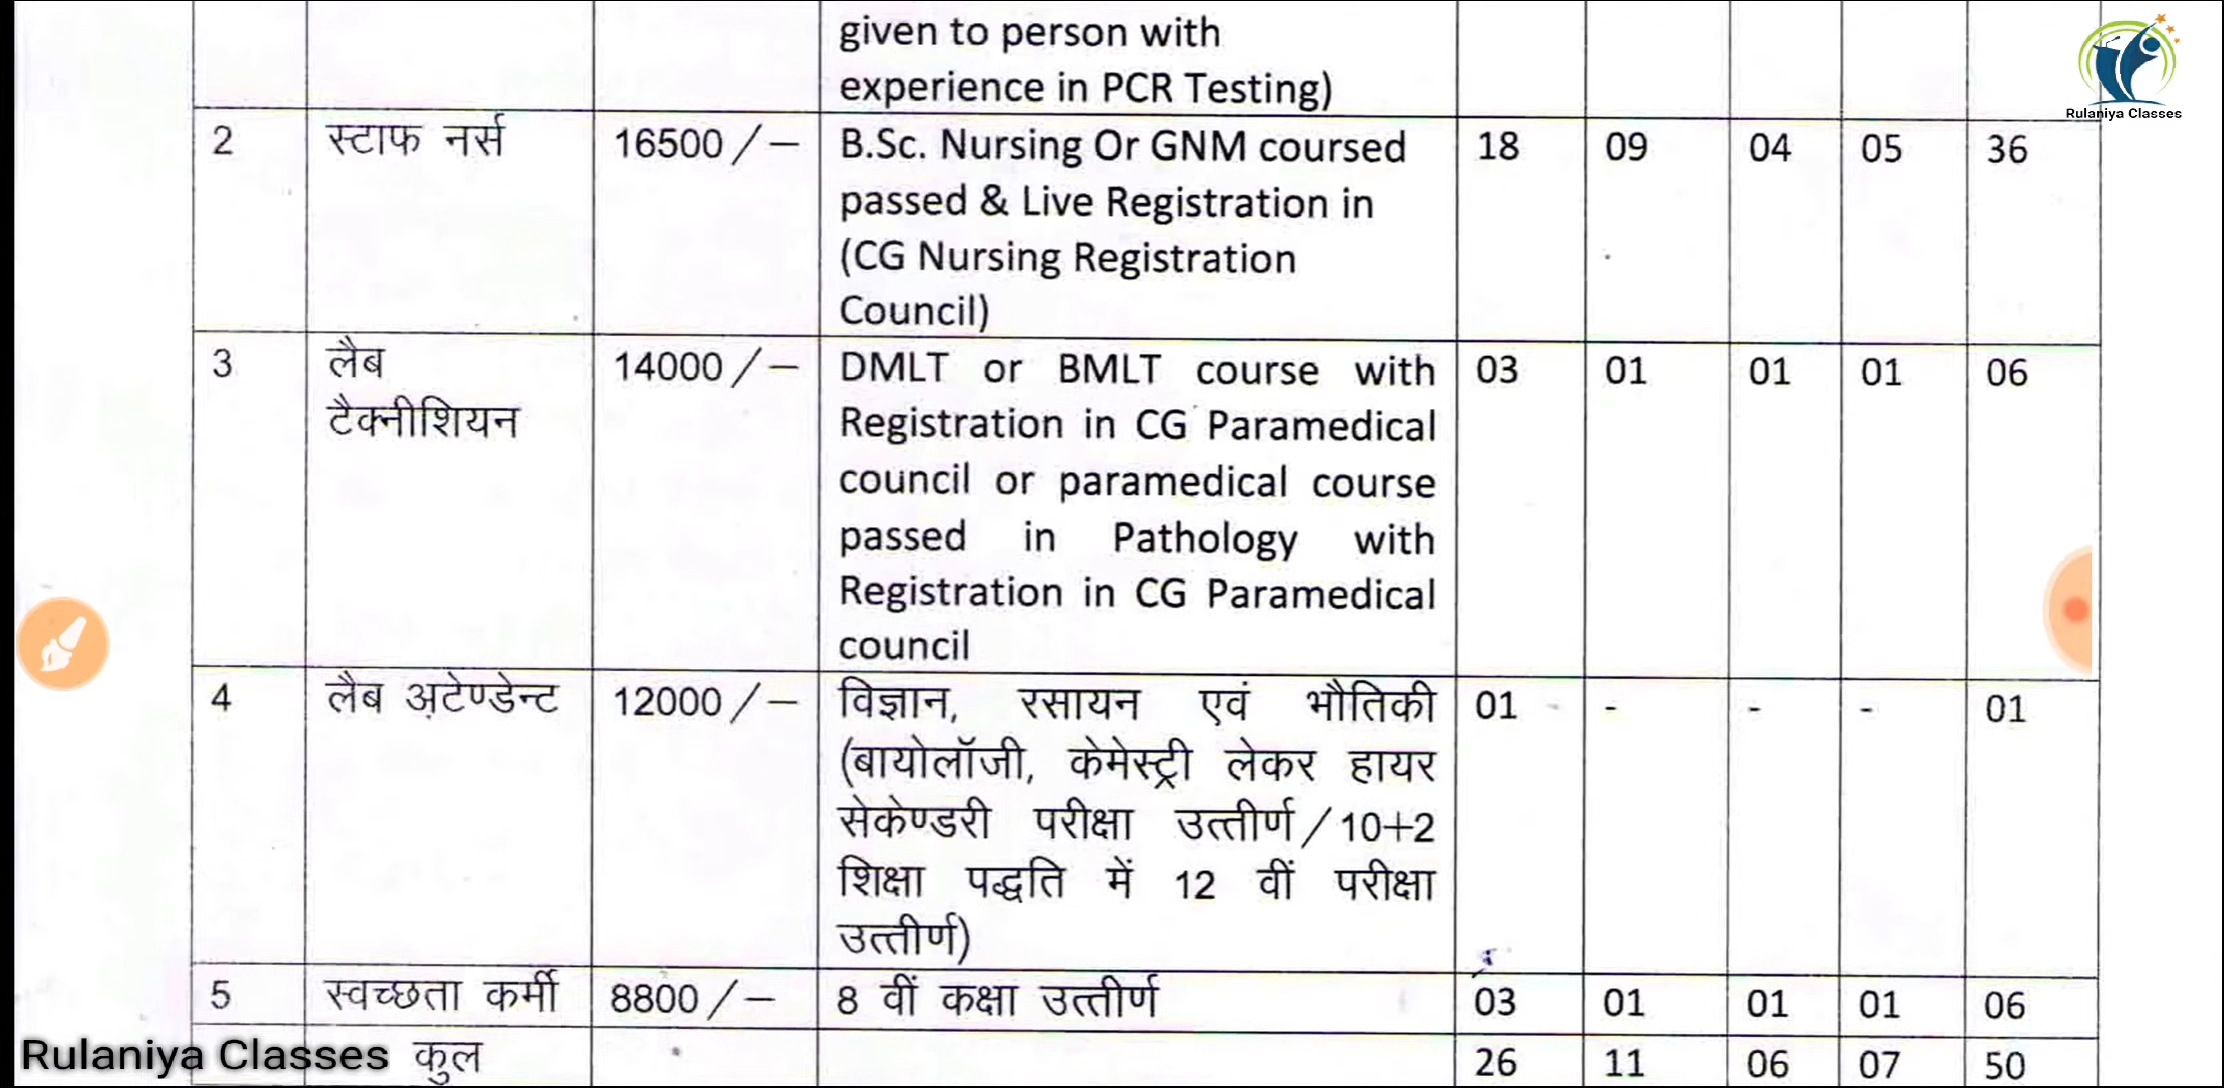 given to person with
experience in PCR Testing)
Rulaniya Classes
2 स्टाफ नर्स 16500/– B.Sc. Nursing Or GNM coursed 18 09 04 05 36
passed & Live Registration in
(CG Nursing Registration
Council)
3 लैब 14000/– DMLT or BMLT course with 03 01 01 01 06
टैक्नीशियन Registration in CG Paramedical
council or paramedical course
passed in Pathology with
Registration in CG Paramedical
council
4 लैब अटेण्डेन्ट 12000/– विज्ञान, रसायन एवं भौतिकी 01 - - - 01
(बायोलॉजी, केमेस्ट्री लेकर हायर
सेकेण्डरी परीक्षा उत्तीर्ण/10+2
शिक्षा पद्धति में 12 वीं परीक्षा
उत्तीर्ण)
5 स्वच्छता कर्मी 8800/– 8 वीं कक्षा उत्तीर्ण 03 01 01 01 06
Rulaniya Classes कुल 26 11 06 07 50